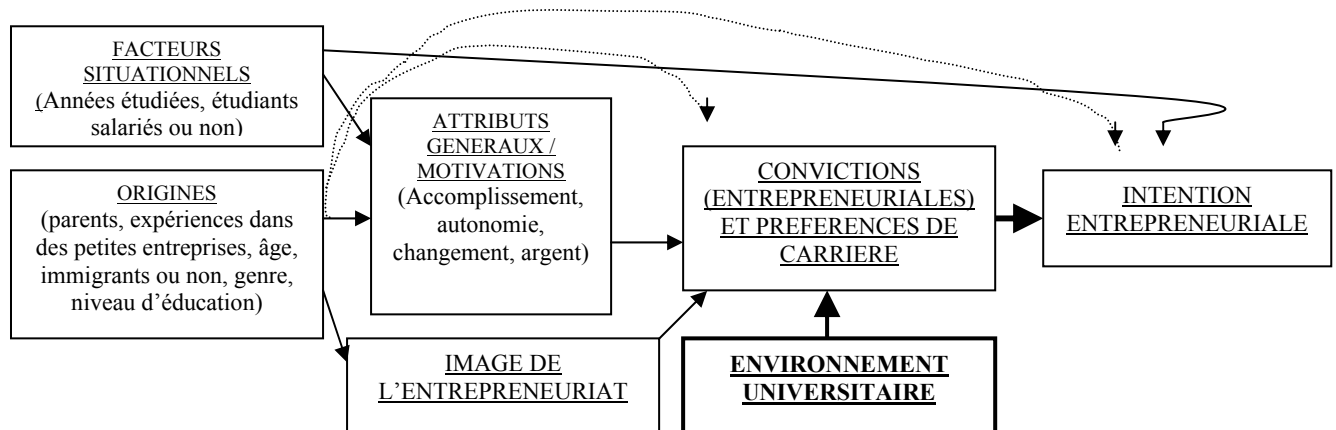 FACTEURS
SITUATIONNELS
(Années étudiées, étudiants
salariés ou non)
ORIGINES
(parents, expériences dans
des petites entreprises, âge,
immigrants ou non, genre,
niveau d’éducation)
ATTRIBUTS
GENERAUX /
MOTIVATIONS
(Accomplissement,
autonomie,
changement, argent)
IMAGE DE
L’ENTREPRENEURIAT
CONVICTIONS
(ENTREPRENEURIALES)
ET PREFERENCES DE
CARRIERE
ENVIRONNEMENT
UNIVERSITAIRE
INTENTION
ENTREPRENEURIALE